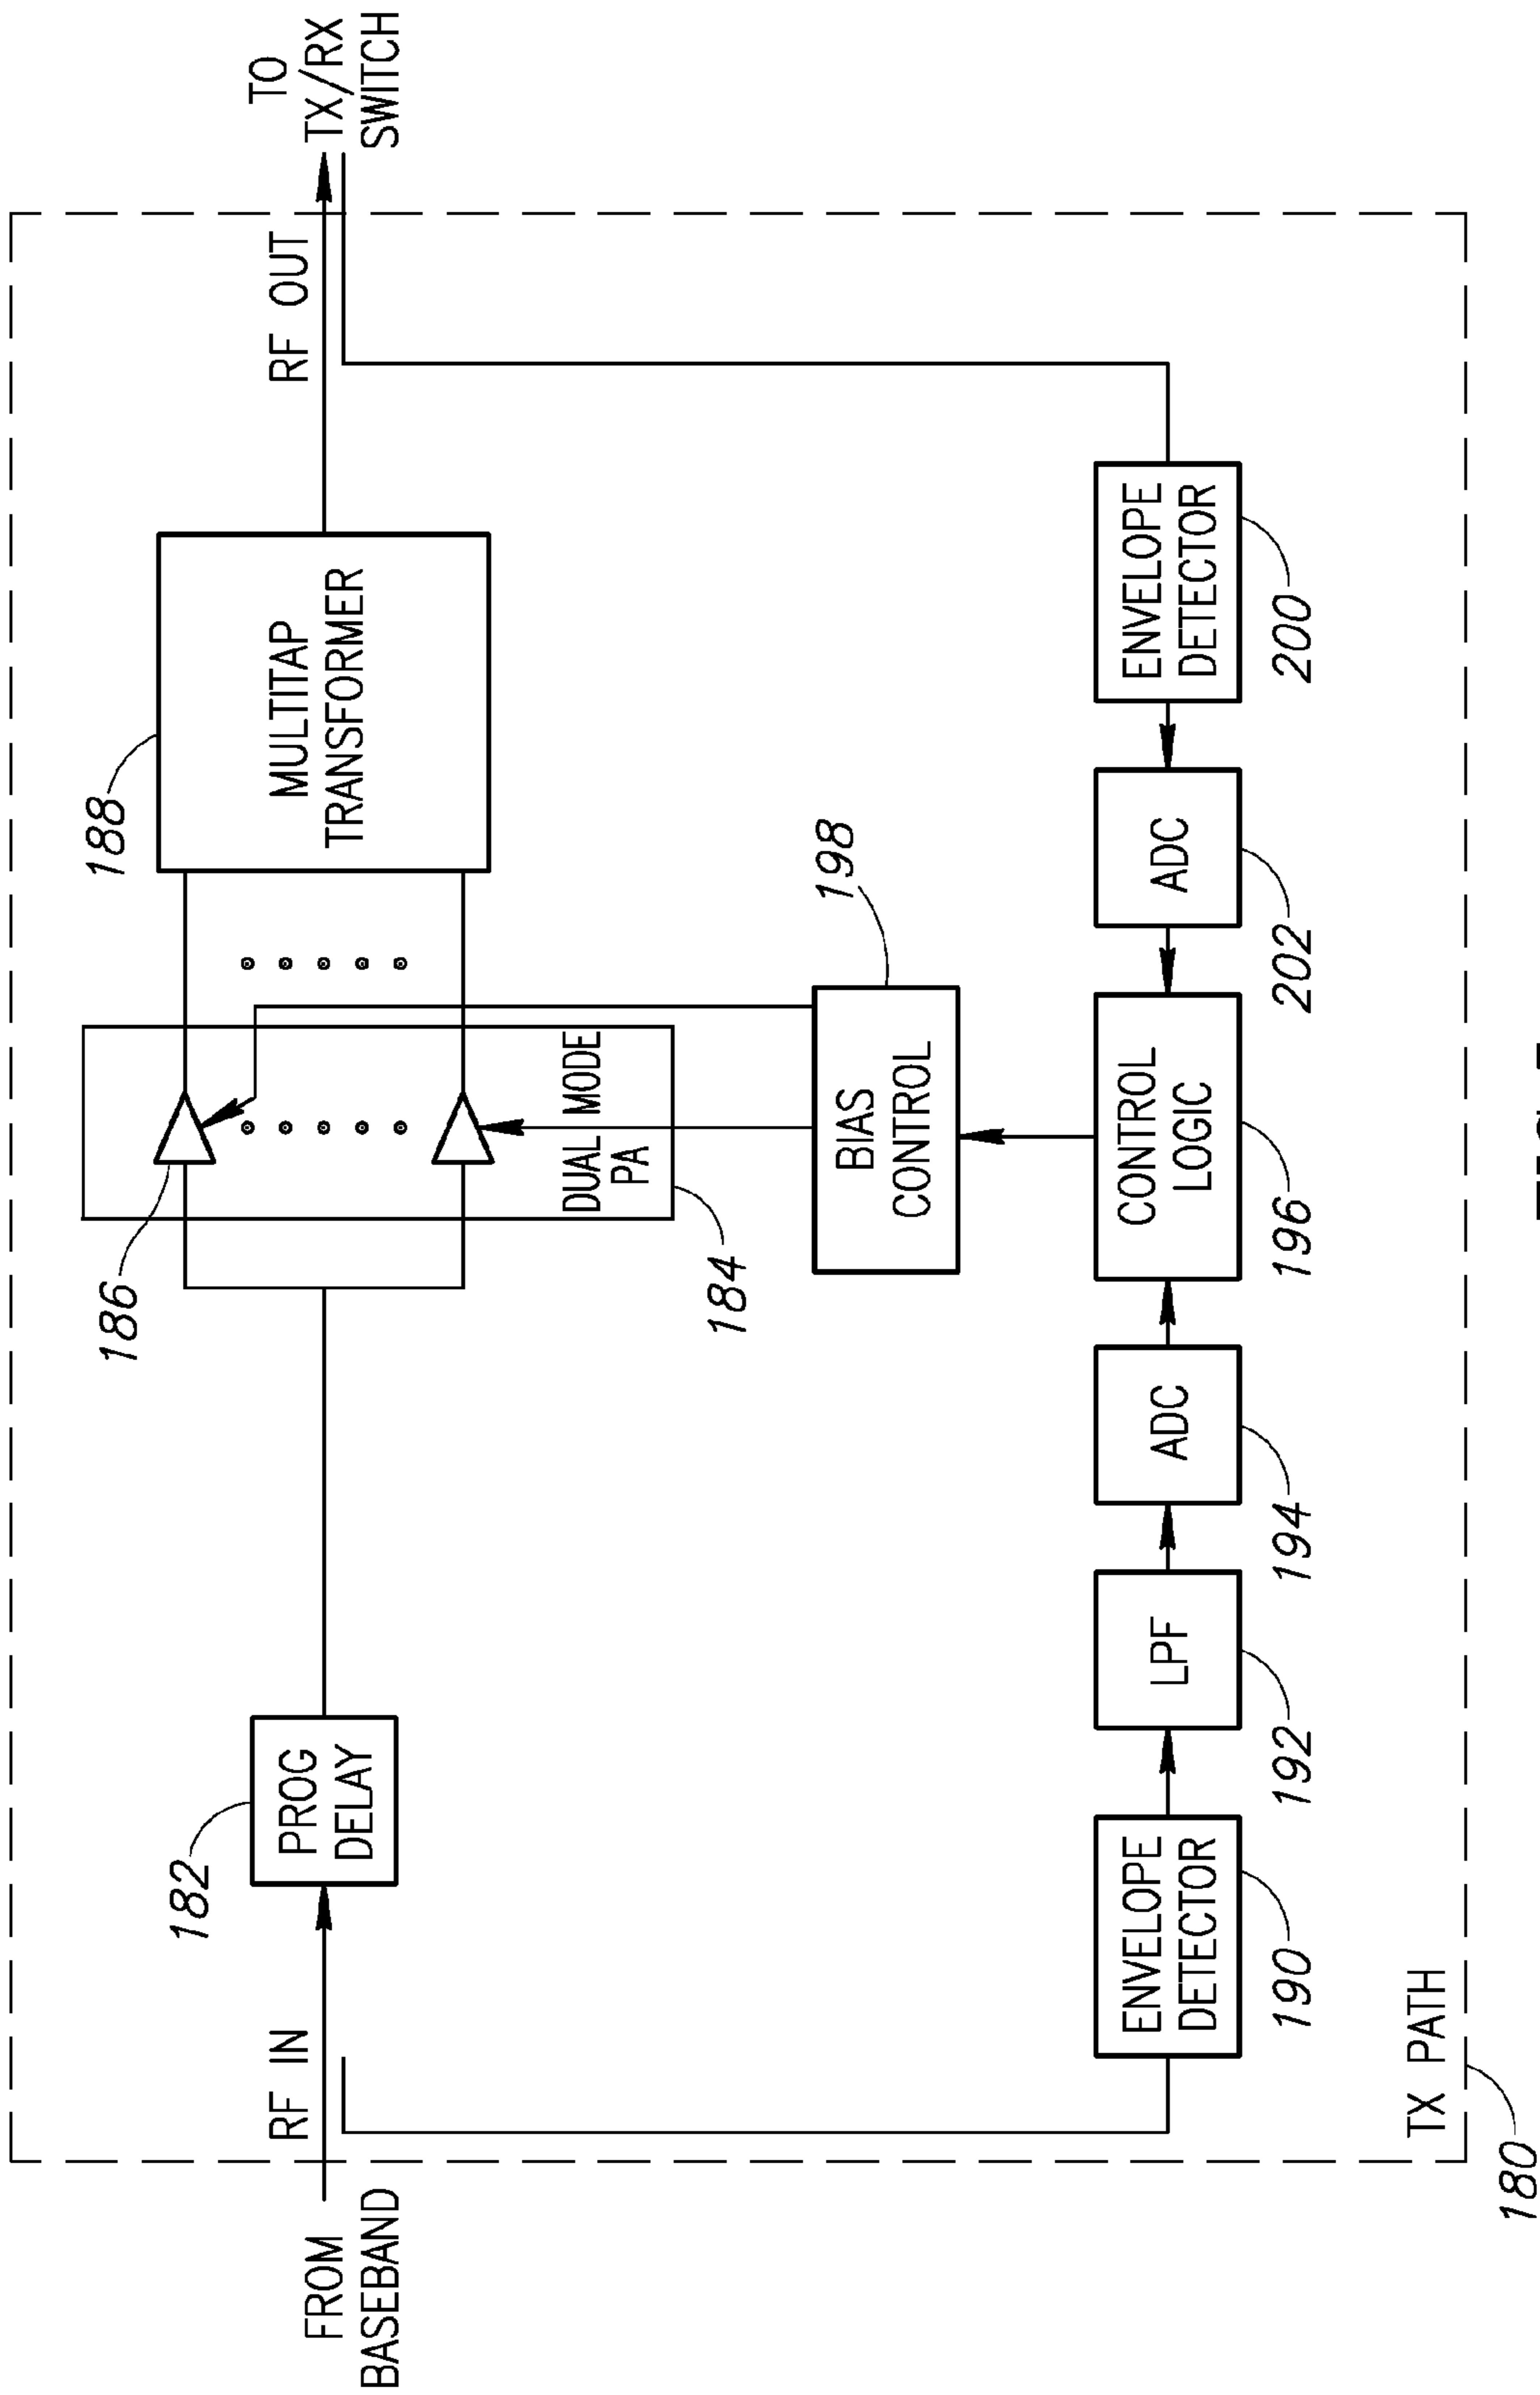 TO
TX/RX
SWITCH
RF OUT
188
MULTITAP
TRANSFORMER
186
DUAL MODE
PA
184
182
PROG
DELAY
RF IN
FROM
BASEBAND
198
BIAS
CONTROL
ENVELOPE
DETECTOR
190
LPF
192
ADC
194
CONTROL
LOGIC
196
ADC
202
ENVELOPE
DETECTOR
200
TX PATH
180